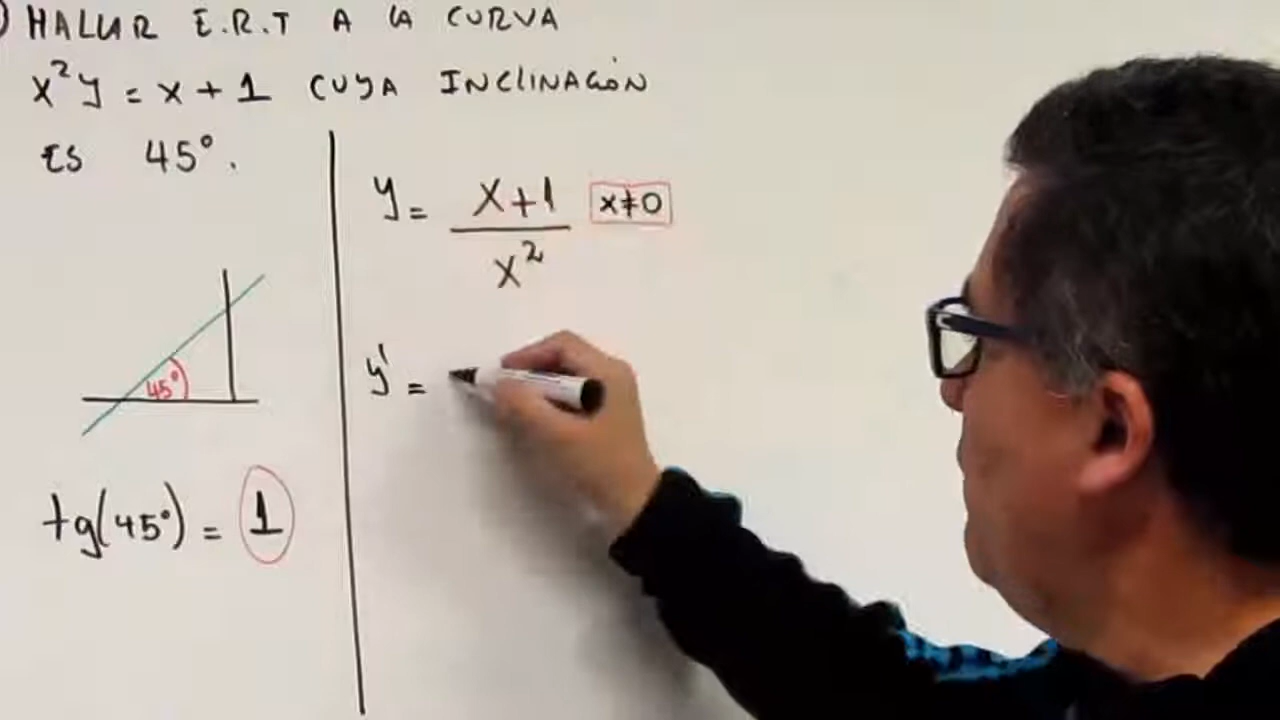 ) HALLAR E.R.T A LA CURVA
x²y = x + 1 CUYA INCLINACIÓN
ES 45°.
y = x+1 / x² x≠0
45°
y' =
tg(45°) = 1